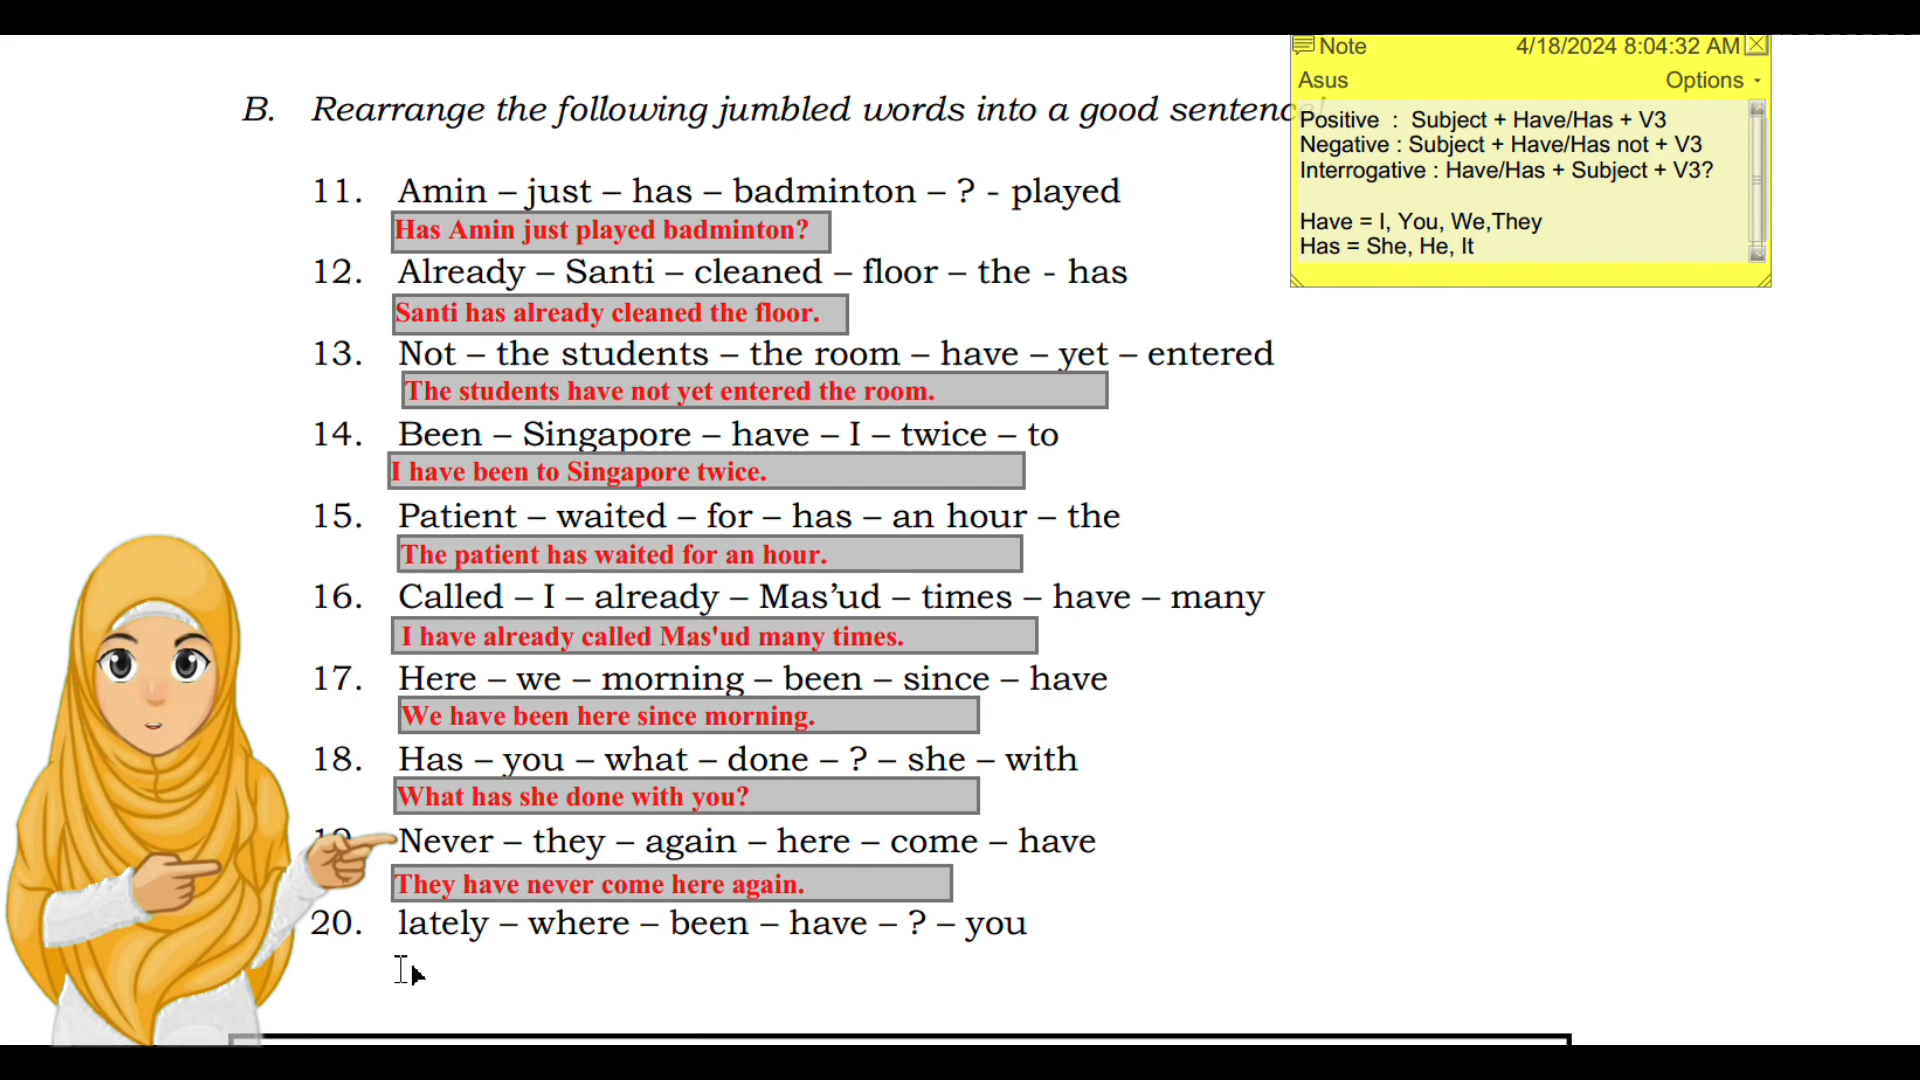 Note 4/18/2024 8:04:32 AM
Asus Options
Positive : Subject + Have/Has + V3
Negative : Subject + Have/Has not + V3
Interrogative : Have/Has + Subject + V3?
Have = I, You, We,They
Has = She, He, It
B. Rearrange the following jumbled words into a good sentence!
11. Amin – just – has – badminton – ? - played
Has Amin just played badminton?
12. Already – Santi – cleaned – floor – the - has
Santi has already cleaned the floor.
13. Not – the students – the room – have – yet – entered
The students have not yet entered the room.
14. Been – Singapore – have – I – twice – to
I have been to Singapore twice.
15. Patient – waited – for – has – an hour – the
The patient has waited for an hour.
16. Called – I – already – Mas’ud – times – have – many
I have already called Mas'ud many times.
17. Here – we – morning – been – since – have
We have been here since morning.
18. Has – you – what – done – ? – she – with
What has she done with you?
19. Never – they – again – here – come – have
They have never come here again.
20. lately – where – been – have – ? – you